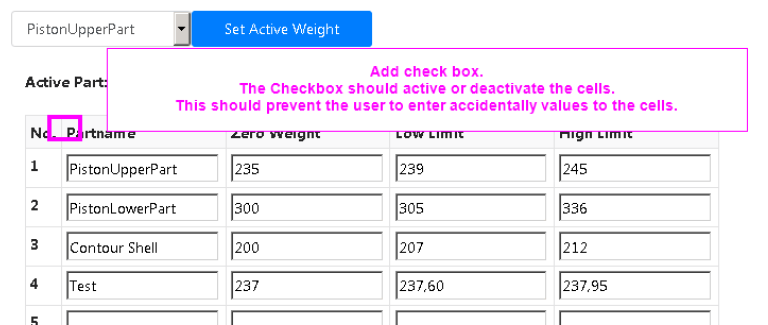 PistonUpperPart Set Active Weight
Add check box.
Active Part: The Checkbox should active or deactivate the cells.
This should prevent the user to enter accidentally values to the cells.
No. Partname Zero Weight Low Limit High Limit
1 PistonUpperPart 235 239 245
2 PistonLowerPart 300 305 336
3 Contour Shell 200 207 212
4 Test 237 237,60 237,95
5